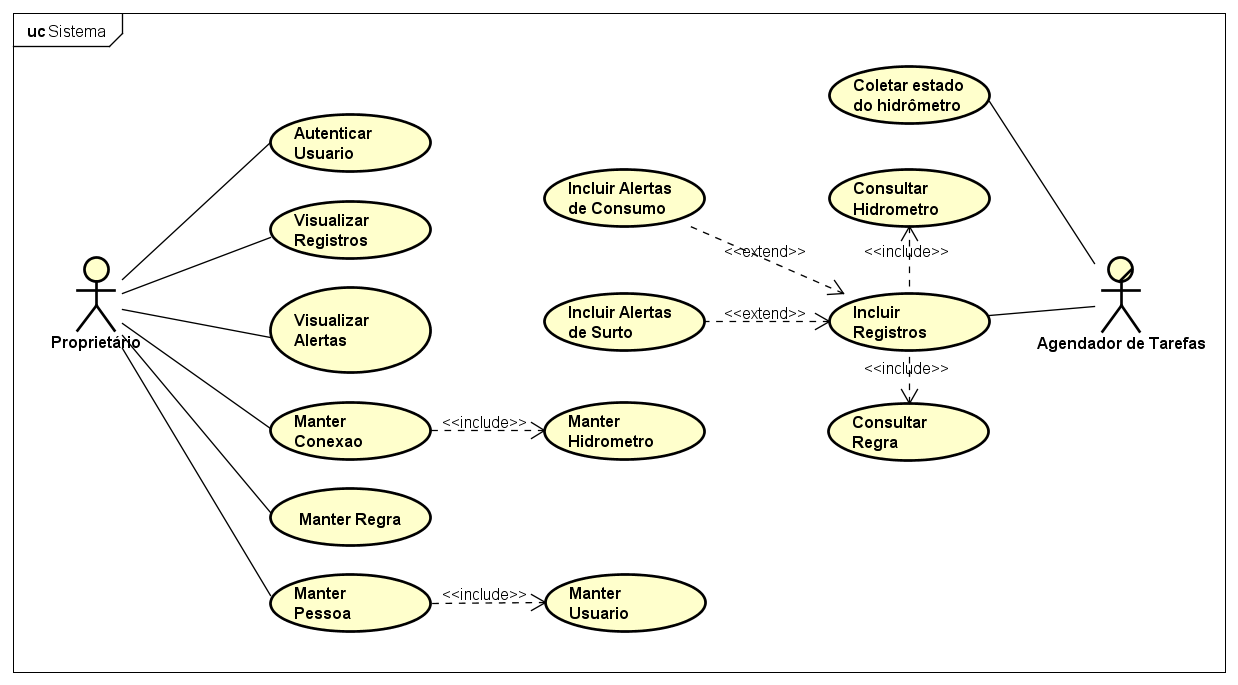 uc Sistema
Coletar estado
do hidrômetro
Autenticar
Usuario
Incluir Alertas
de Consumo
Consultar
Hidrometro
Visualizar
Registros
<<extend>>
<<include>>
Visualizar
Alertas
Incluir Alertas
de Surto
<<extend>>
Incluir
Registros
Proprietário
Agendador de Tarefas
<<include>>
Manter
Conexao
<<include>>
Manter
Hidrometro
Consultar
Regra
Manter Regra
Manter
Pessoa
<<include>>
Manter
Usuario